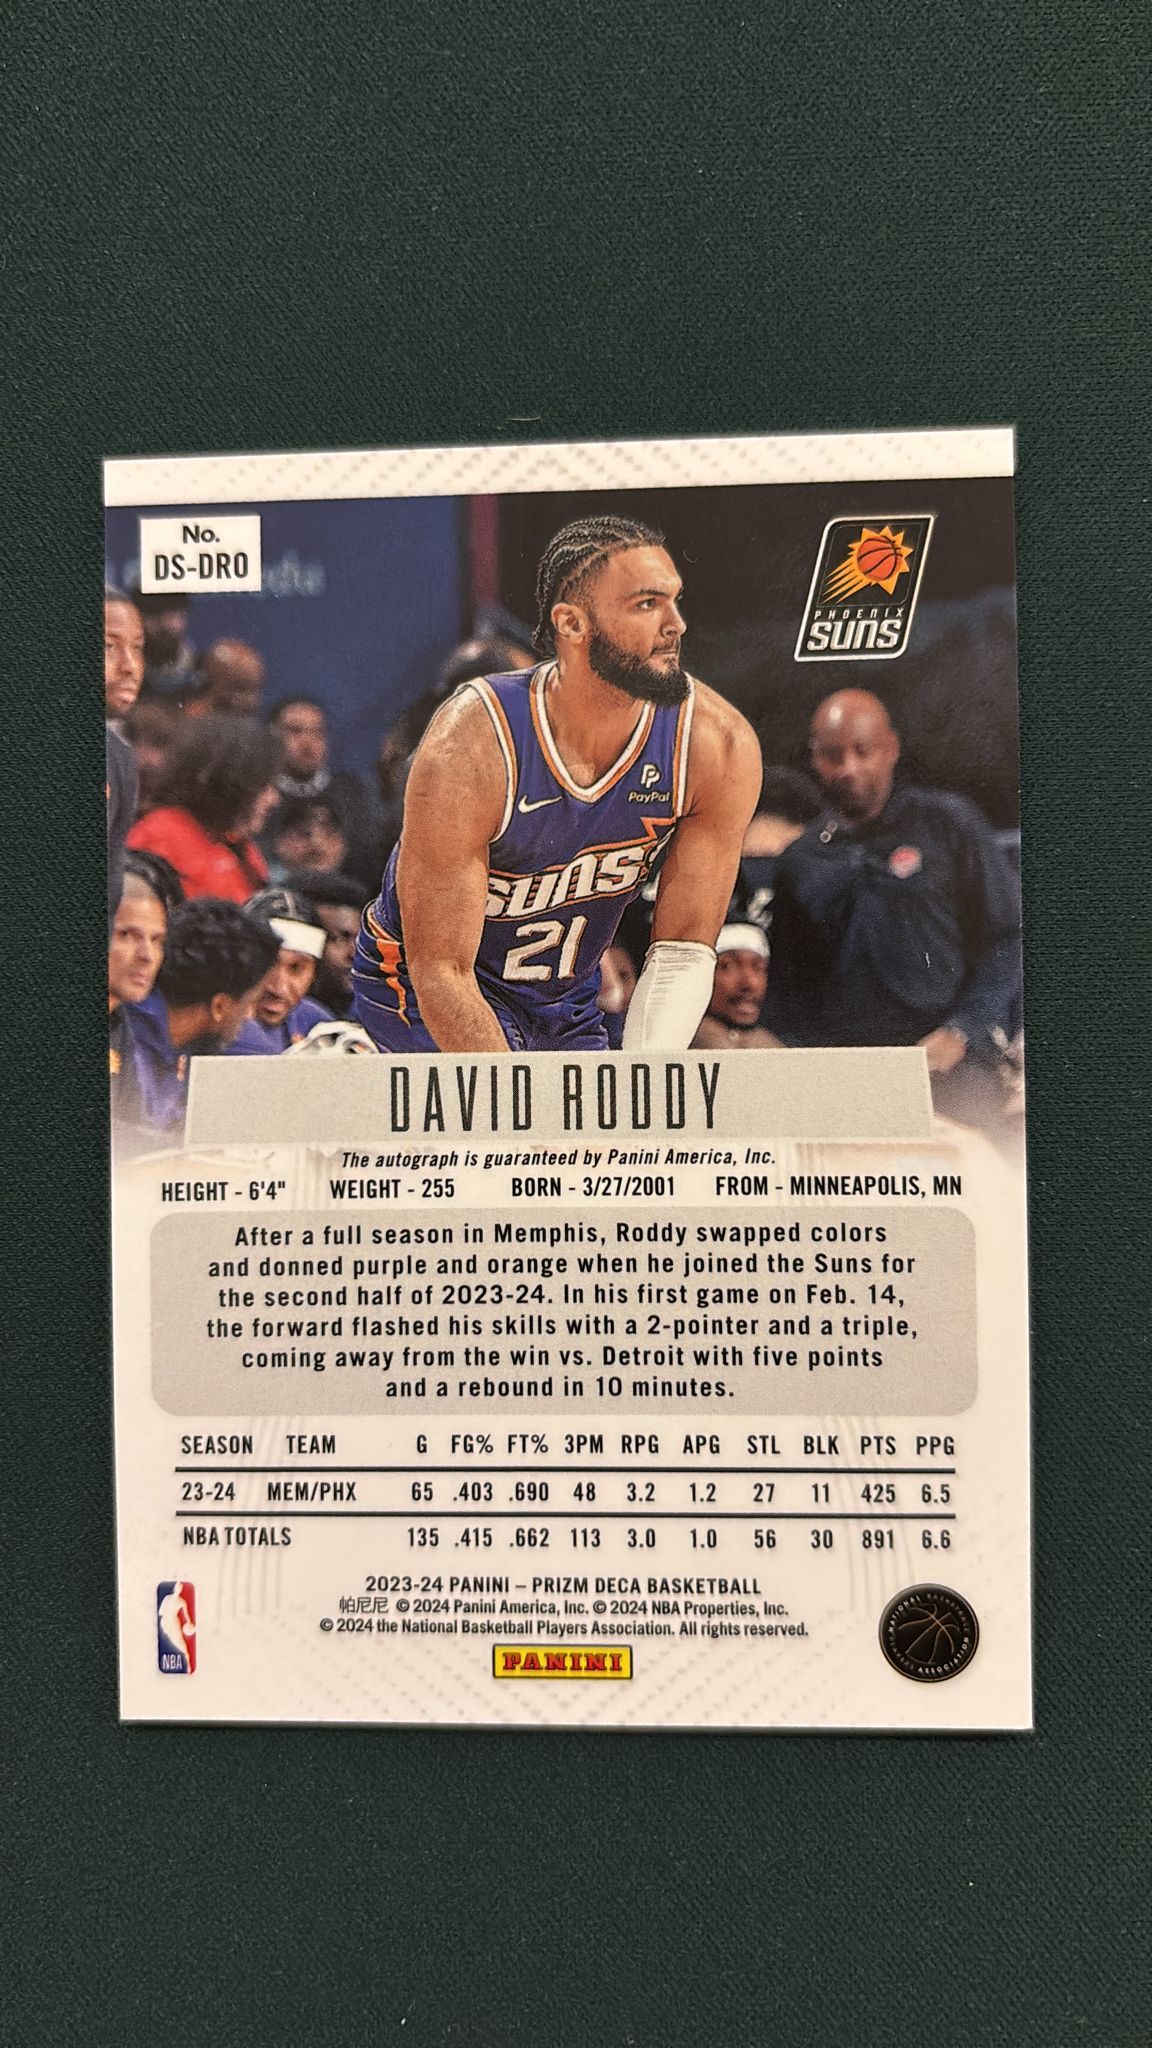 No.
DS-DRO
PHOENIX
SUNS
PayPal
SUNS
21
DAVID RODDY
The autograph is guaranteed by Panini America, Inc.
HEIGHT - 6'4" WEIGHT - 255 BORN - 3/27/2001 FROM - MINNEAPOLIS, MN
After a full season in Memphis, Roddy swapped colors
and donned purple and orange when he joined the Suns for
the second half of 2023-24. In his first game on Feb. 14,
the forward flashed his skills with a 2-pointer and a triple,
coming away from the win vs. Detroit with five points
and a rebound in 10 minutes.
SEASON TEAM G FG% FT% 3PM RPG APG STL BLK PTS PPG
23-24 MEM/PHX 65 .403 .690 48 3.2 1.2 27 11 425 6.5
NBA TOTALS 135 .415 .662 113 3.0 1.0 56 30 891 6.6
2023-24 PANINI – PRIZM DECA BASKETBALL
帕尼尼 © 2024 Panini America, Inc. © 2024 NBA Properties, Inc.
© 2024 the National Basketball Players Association. All rights reserved.
NBA
PANINI
NATIONAL BASKETBALL
PLAYERS ASSOCIATION